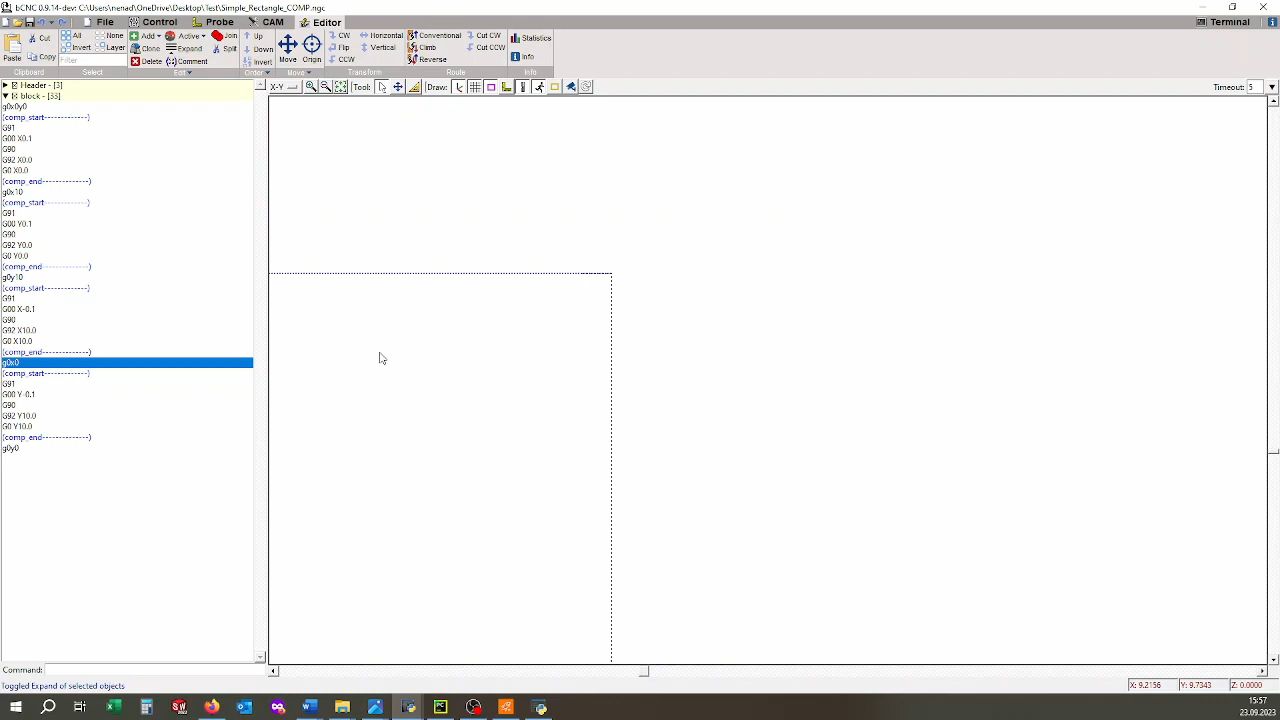 bCNC 0.9.14-dev: C:\Users\nerad\OneDrive\Desktop\Test\Simple_Rectangle_COMP.ngc
File Control Probe CAM Editor Terminal
Paste Cut Copy
Clipboard
All None
Invert Layer
Filter
Select
Add Active Join
Clone Expand Split
Delete Comment
Edit
Up
Down
Invert
Order
Move Origin
Move
CW Horizontal
Flip Vertical
CCW
Transform
Conventional Cut CW
Climb Cut CCW
Reverse
Route
Statistics
Info
Info
X-Y Tool: Draw: Timeout: 5
Header - [3]
block - [33]
g0x0y0
(comp_start--------------)
G91
G00 X0.1
G90
G92 X0.0
G0 X0.0
(comp_end---------------)
g0x10
(comp_start--------------)
G91
G00 Y0.1
G90
G92 Y0.0
G0 Y0.0
(comp_end---------------)
g0y10
(comp_start--------------)
G91
G00 X-0.1
G90
G92 X10.0
G0 X10.0
(comp_end---------------)
g0x0
(comp_start--------------)
G91
G00 Y-0.1
G90
G92 Y10.0
G0 Y10.0
(comp_end---------------)
g0y0
Command:
Toggled Expand of selected objects
X: 9.2156 Y: 9.7343 Z: 0.0000
15:57
23.09.2023